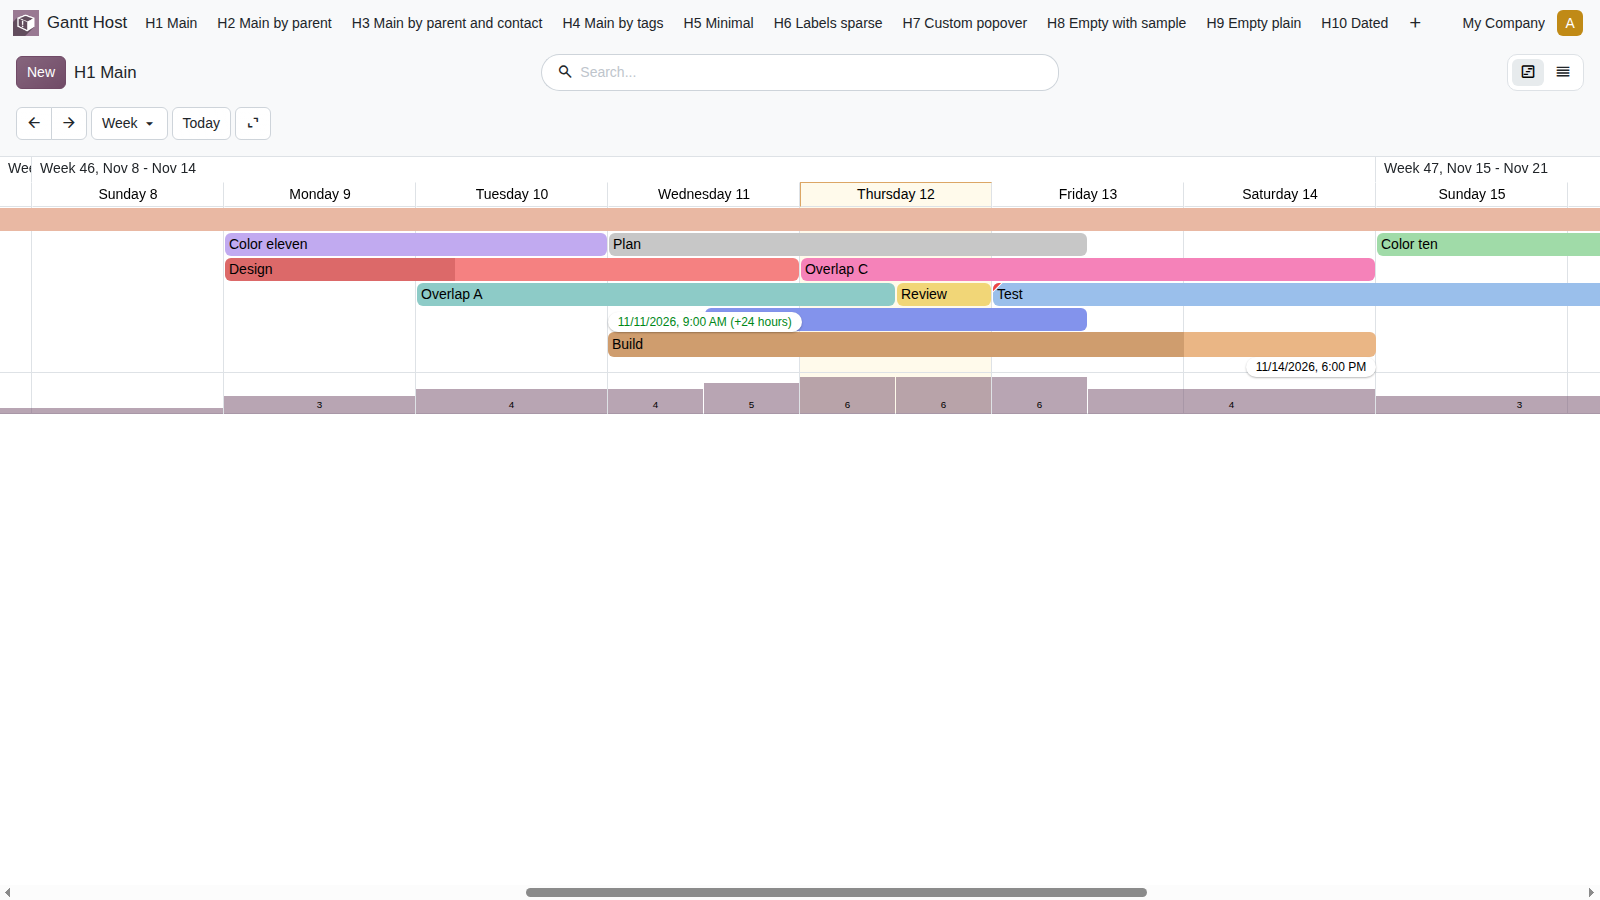 Gantt Host H1 Main H2 Main by parent H3 Main by parent and contact H4 Main by tags H5 Minimal H6 Labels sparse H7 Custom popover H8 Empty with sample H9 Empty plain H10 Dated + My Company A
New H1 Main Search...
Week Today
Week 46, Nov 8 - Nov 14 Week 47, Nov 15 - Nov 21
Sunday 8 Monday 9 Tuesday 10 Wednesday 11 Thursday 12 Friday 13 Saturday 14 Sunday 15
Color eleven Plan Color ten
Design Overlap C
Overlap A Review Test
11/11/2026, 9:00 AM (+24 hours)
Build
11/14/2026, 6:00 PM
3 4 4 5 6 6 6 4 3